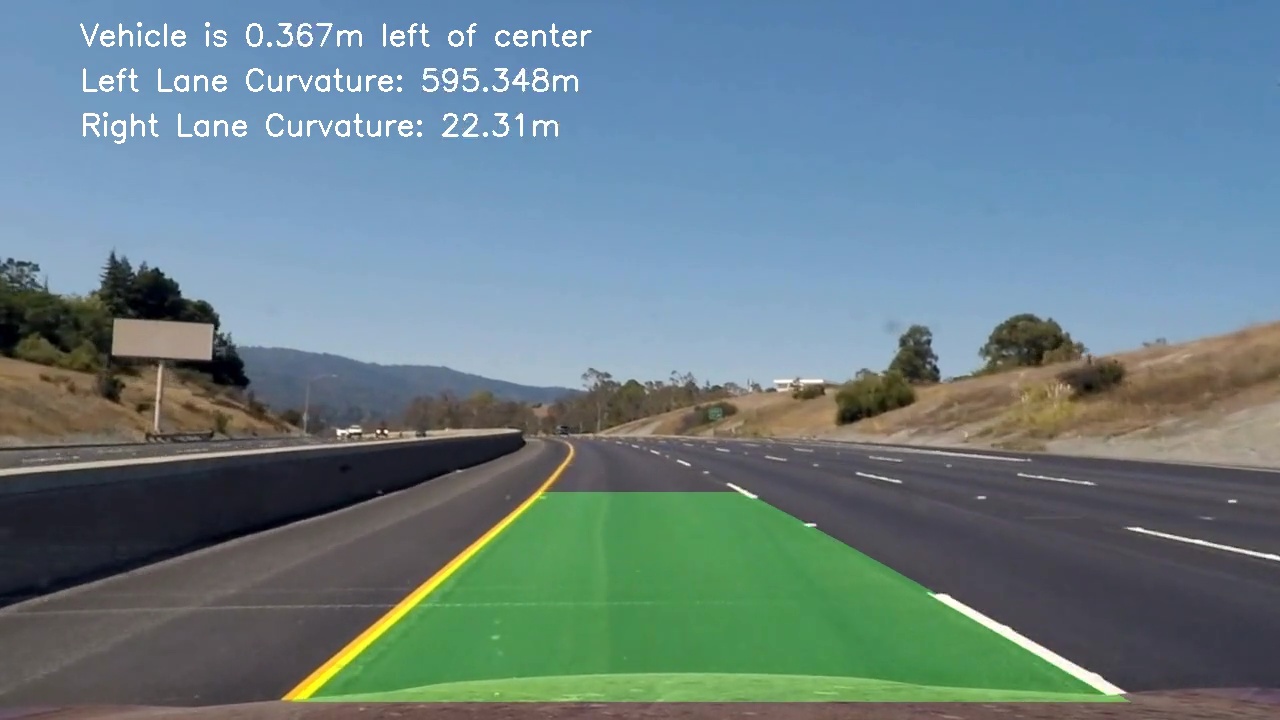 Vehicle is 0.367m left of center
Left Lane Curvature: 595.348m
Right Lane Curvature: 22.31m